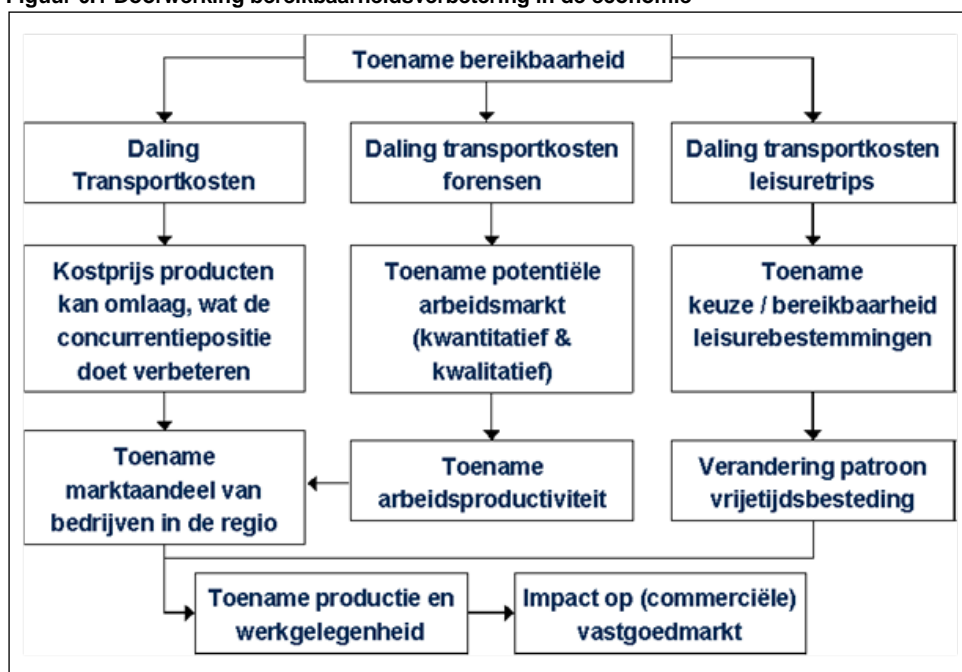 Toename bereikbaarheid
Daling
Transportkosten
Daling transportkosten
forensen
Daling transportkosten
leisuretrips
Kostprijs producten
kan omlaag, wat de
concurrentiepositie
doet verbeteren
Toename potentiële
arbeidsmarkt
(kwantitatief &
kwalitatief)
Toename
keuze / bereikbaarheid
leisurebestemmingen
Toename
marktaandeel van
bedrijven in de regio
Toename
arbeidsproductiviteit
Verandering patroon
vrijetijdsbesteding
Toename productie en
werkgelegenheid
Impact op (commerciële)
vastgoedmarkt